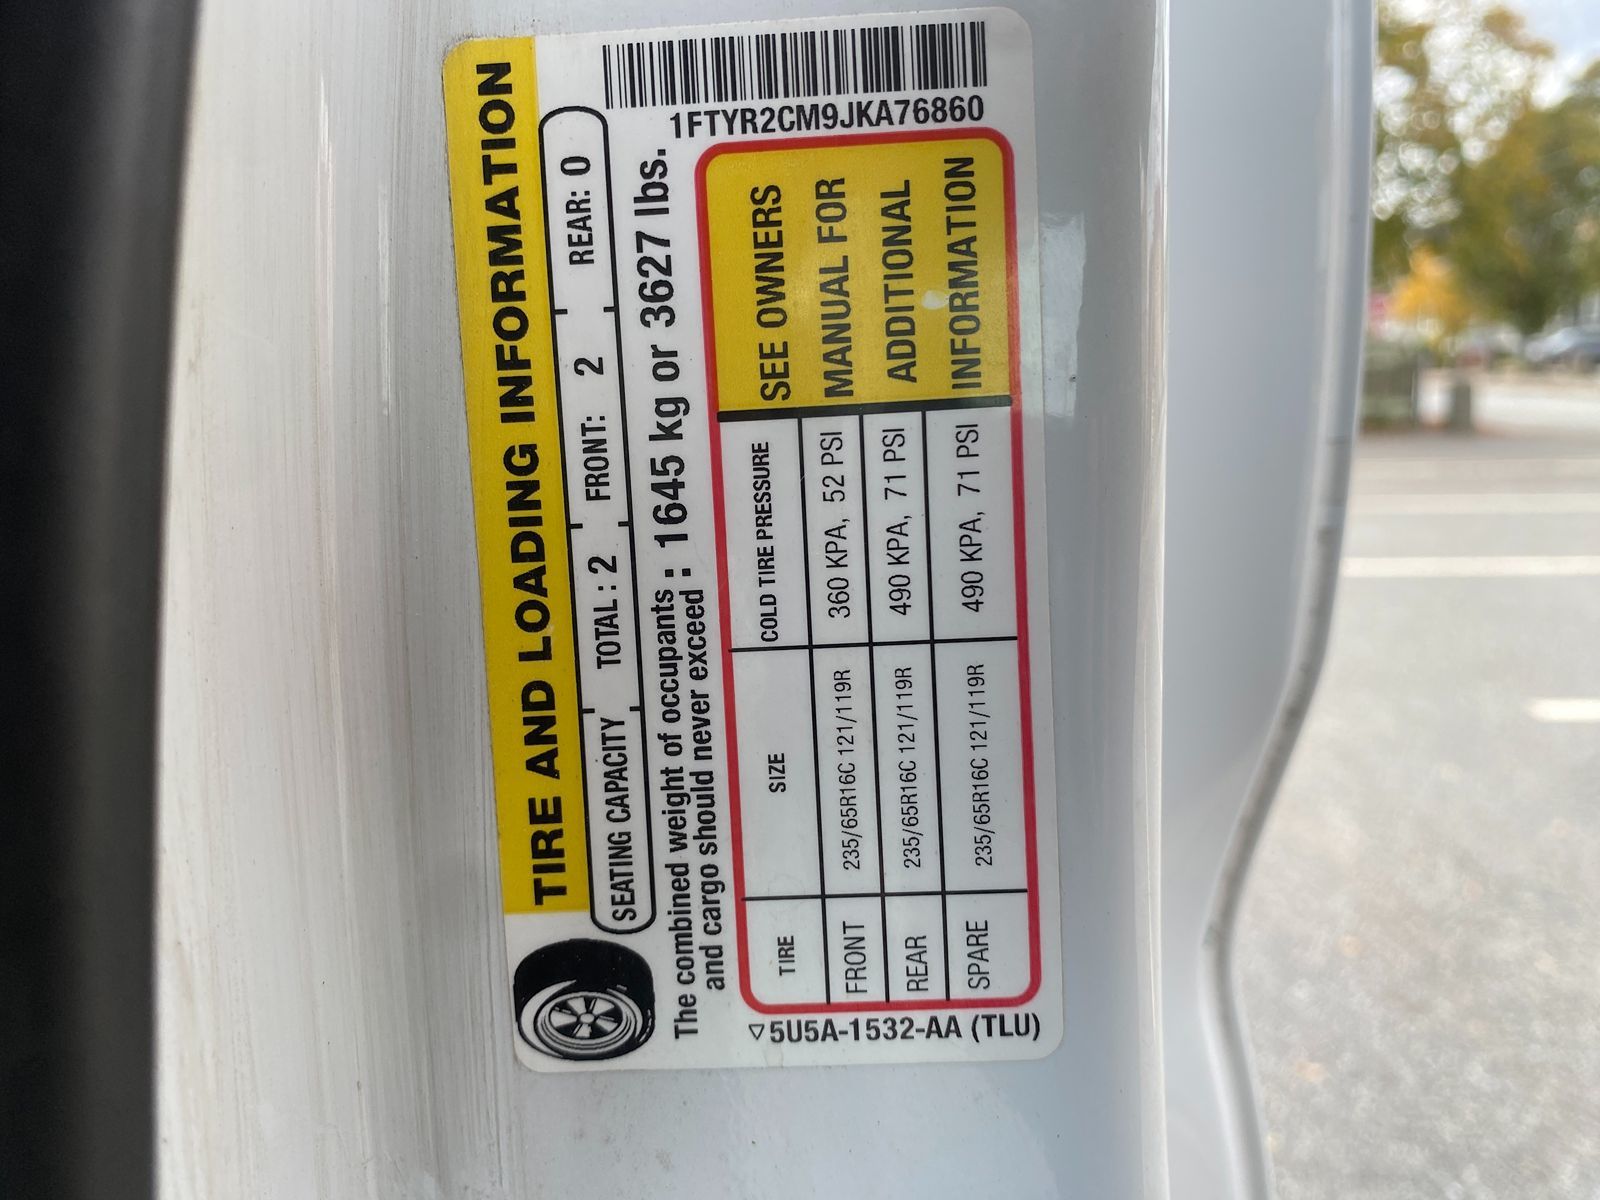 TIRE AND LOADING INFORMATION
SEATING CAPACITY TOTAL : 2 FRONT: 2 REAR: 0
The combined weight of occupants : 1645 kg or 3627 lbs.
and cargo should never exceed :
1FTYR2CM9JKA76860
TIRE SIZE COLD TIRE PRESSURE
FRONT 235/65R16C 121/119R 360 KPA, 52 PSI
REAR 235/65R16C 121/119R 490 KPA, 71 PSI
SPARE 235/65R16C 121/119R 490 KPA, 71 PSI
SEE OWNERS
MANUAL FOR
ADDITIONAL
INFORMATION
5U5A-1532-AA (TLU)